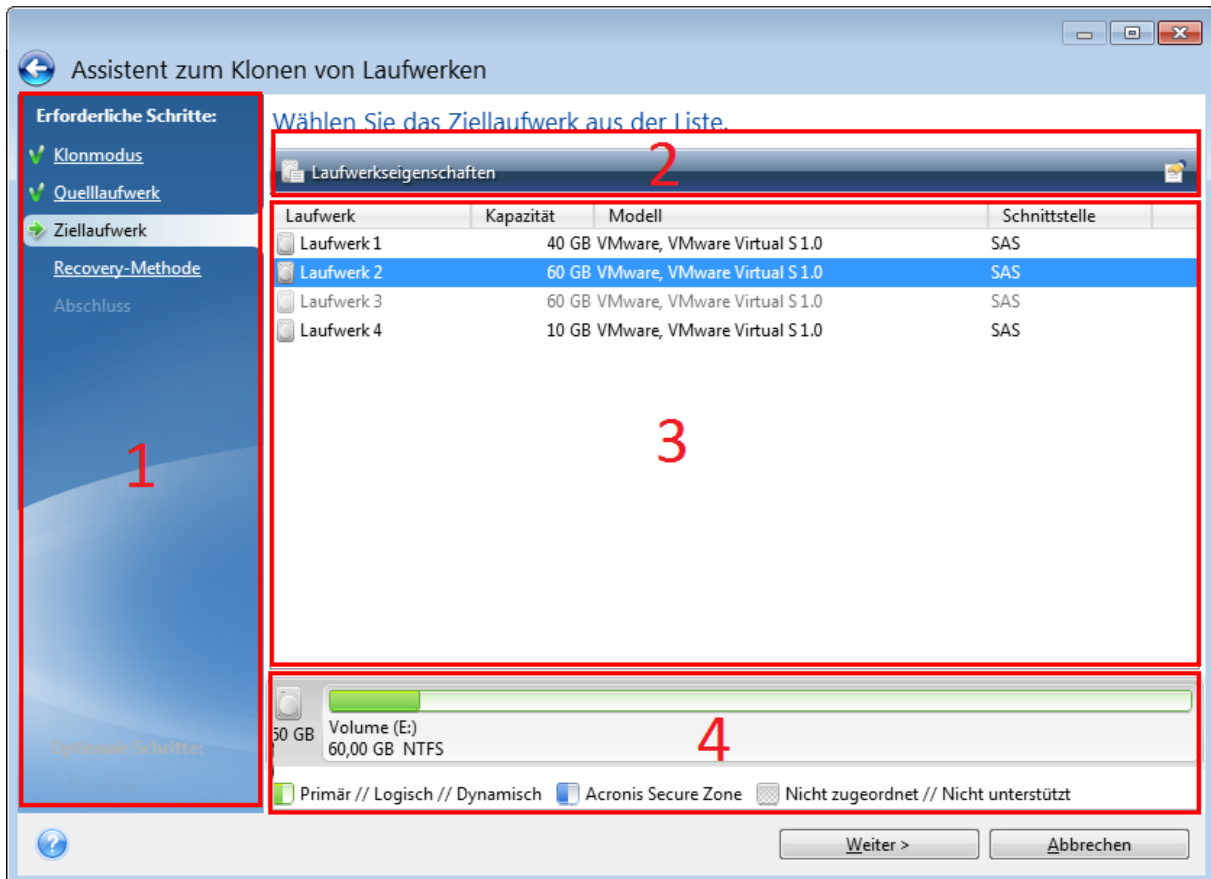 Assistent zum Klonen von Laufwerken
Erforderliche Schritte:
Klonmodus
Quelllaufwerk
Ziellaufwerk
Recovery-Methode
Abschluss
1
Optionale Schritte:
Wählen Sie das Ziellaufwerk aus der Liste.
Laufwerkseigenschaften
2
Laufwerk Kapazität Modell Schnittstelle
Laufwerk 1 40 GB VMware, VMware Virtual S 1.0 SAS
Laufwerk 2 60 GB VMware, VMware Virtual S 1.0 SAS
Laufwerk 3 60 GB VMware, VMware Virtual S 1.0 SAS
Laufwerk 4 10 GB VMware, VMware Virtual S 1.0 SAS
3
GB
Volume (E:)
60,00 GB NTFS
4
Primär // Logisch // Dynamisch Acronis Secure Zone Nicht zugeordnet // Nicht unterstützt
Weiter > Abbrechen